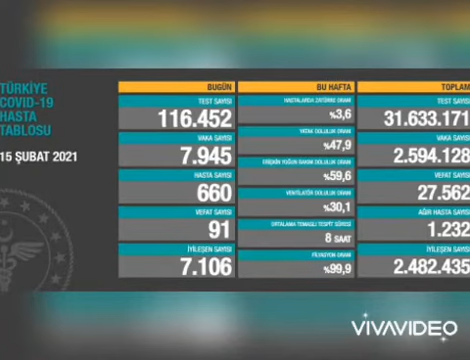 TÜRKİYE
COVID-19
HASTA
TABLOSU
15 ŞUBAT 2021
BUGÜN
TEST SAYISI
116.452
VAKA SAYISI
7.945
HASTA SAYISI
660
VEFAT SAYISI
91
İYİLEŞEN SAYISI
7.106
BU HAFTA
HASTALARDA ZATÜRRE ORANI
%3,6
YATAK DOLULUK ORANI
%47,9
ERİŞKİN YOĞUN BAKIM DOLULUK ORANI
%59,6
VENTİLATÖR DOLULUK ORANI
%30,1
ORTALAMA TEMASLI TESPİT SÜRESİ
8 SAAT
FİLYASYON ORANI
%99,9
TOPLAM
TEST SAYISI
31.633.171
VAKA SAYISI
2.594.128
VEFAT SAYISI
27.562
AĞIR HASTA SAYISI
1.232
İYİLEŞEN SAYISI
2.482.435
VIVAVIDEO